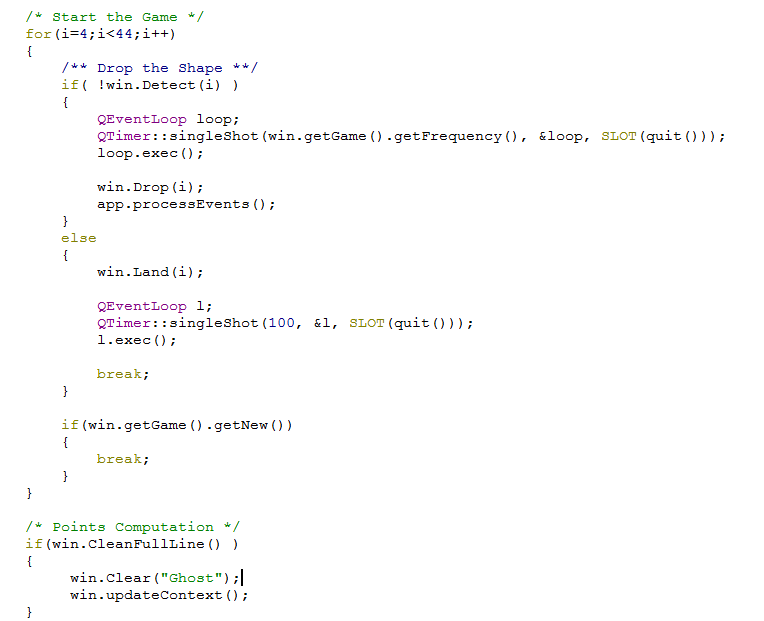 /* Start the Game */
for(i=4;i<44;i++)
{
/** Drop the Shape **/
if( !win.Detect(i) )
{
QEventLoop loop;
QTimer::singleShot(win.getGame().getFrequency(), &loop, SLOT(quit()));
loop.exec();
win.Drop(i);
app.processEvents();
}
else
{
win.Land(i);
QEventLoop l;
QTimer::singleShot(100, &l, SLOT(quit()));
l.exec();
break;
}
if(win.getGame().getNew())
{
break;
}
}
/* Points Computation */
if(win.CleanFullLine() )
{
win.Clear("Ghost");
win.updateContext();
}